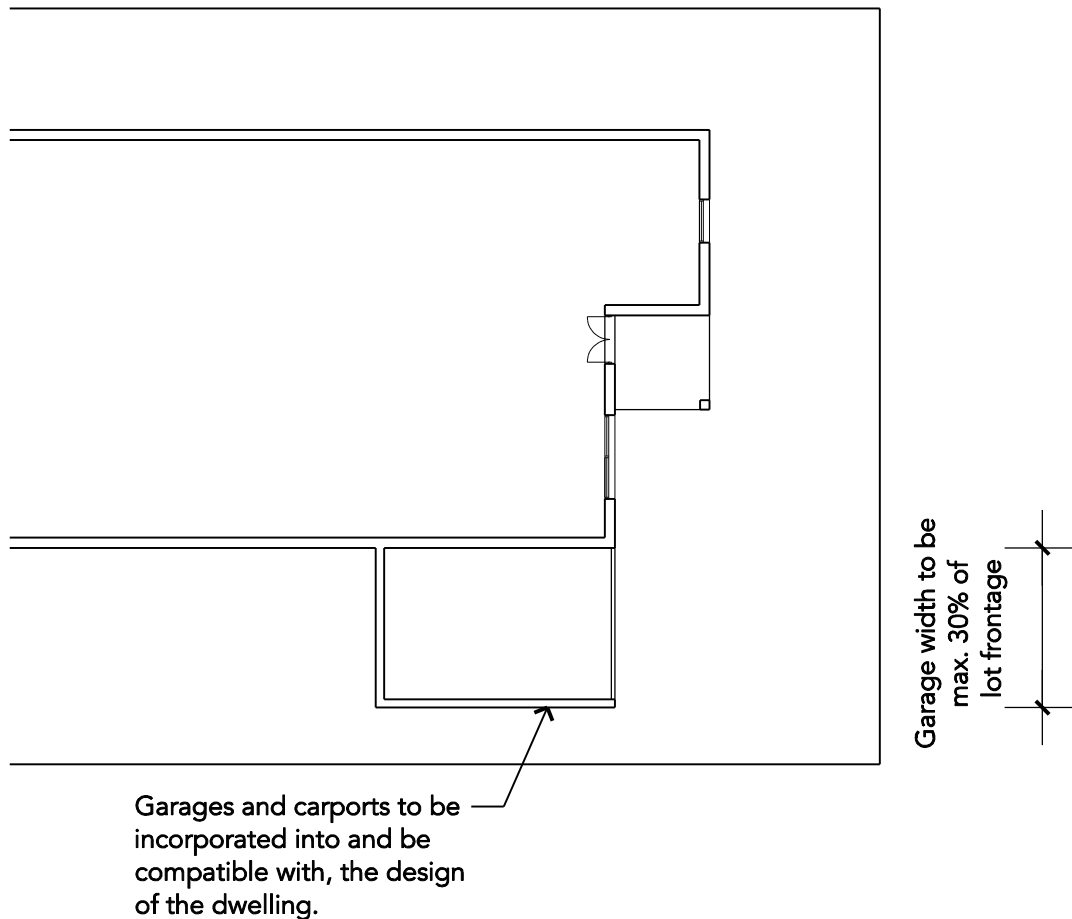 Garage width to be
max. 30% of
lot frontage
Garages and carports to be
incorporated into and be
compatible with, the design
of the dwelling.